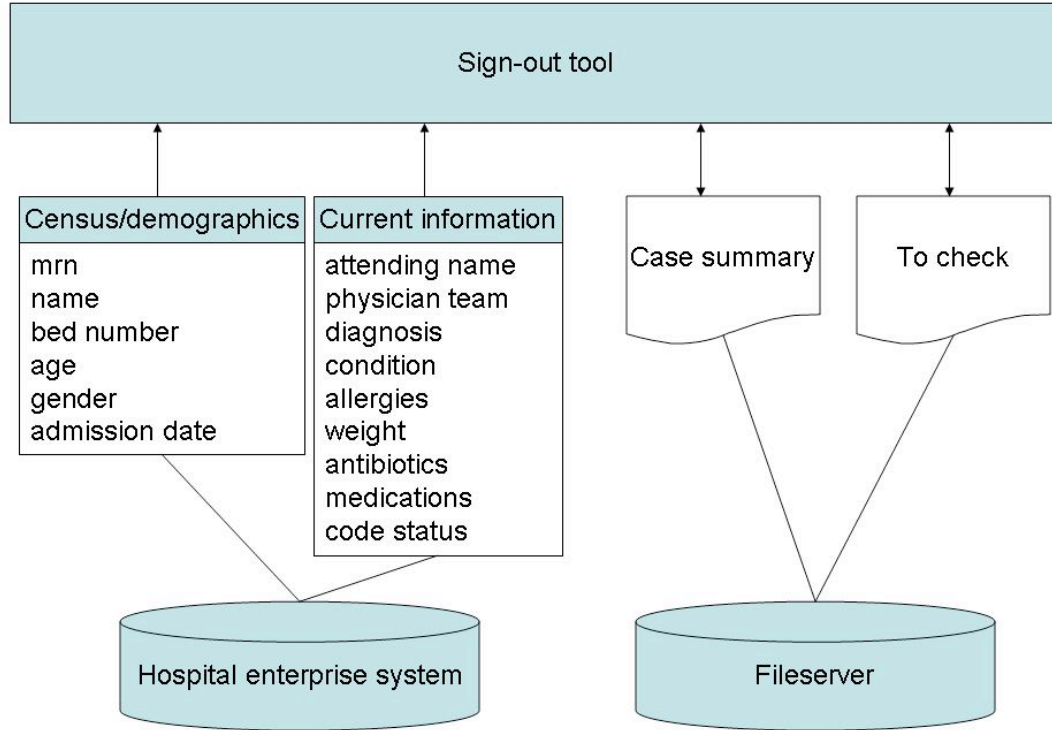 Sign-out tool
Census/demographics
mrn
name
bed number
age
gender
admission date
Current information
attending name
physician team
diagnosis
condition
allergies
weight
antibiotics
medications
code status
Case summary
To check
Hospital enterprise system
Fileserver